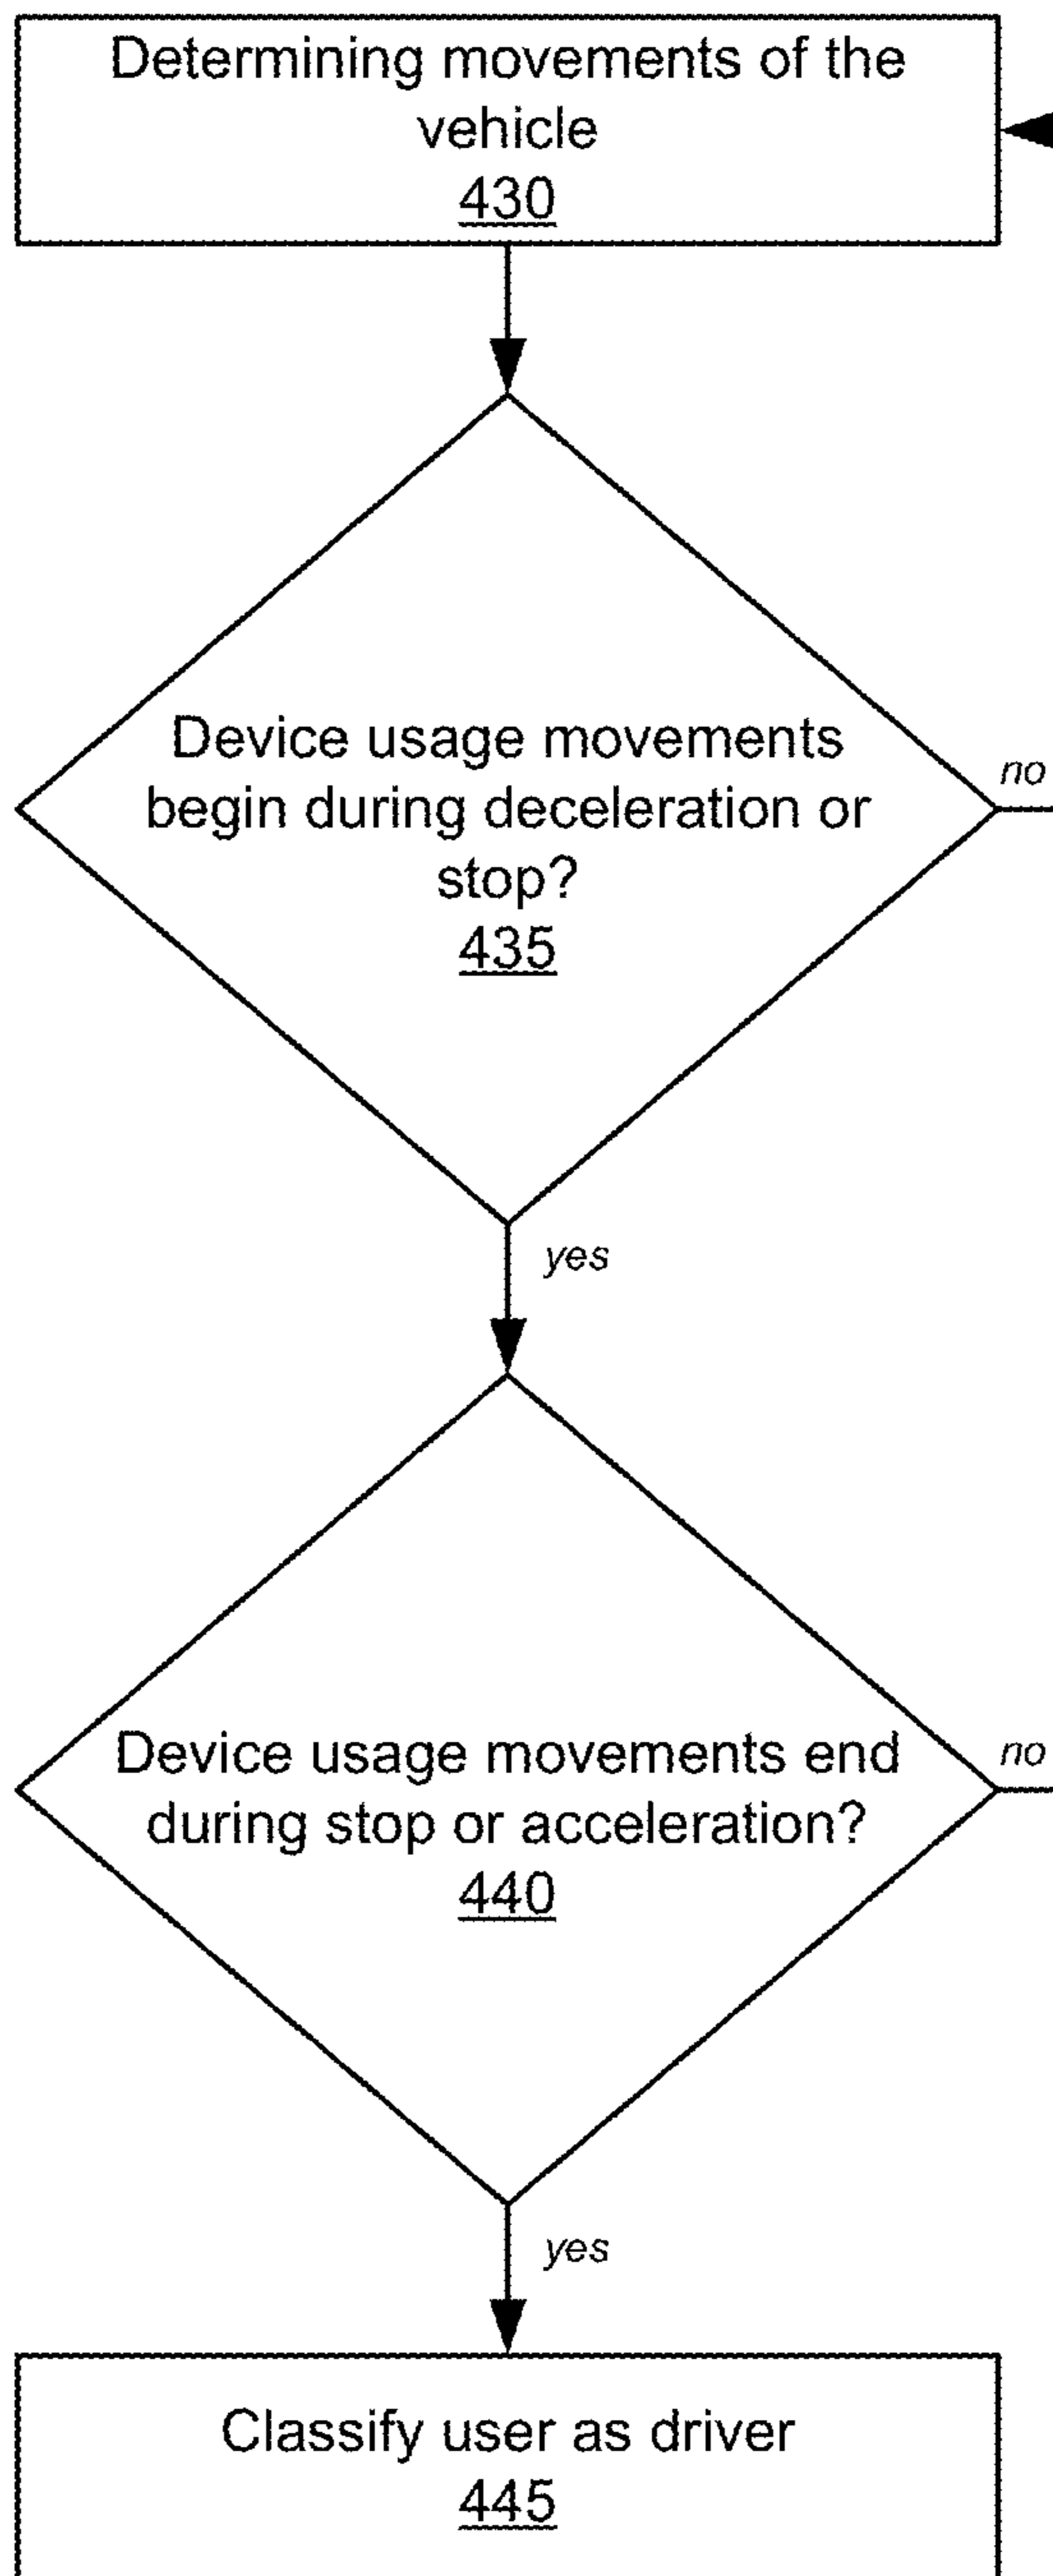 Determining movements of the
vehicle
430
Device usage movements
begin during deceleration or
stop?
435
no
yes
Device usage movements end
during stop or acceleration?
440
no
yes
Classify user as driver
445